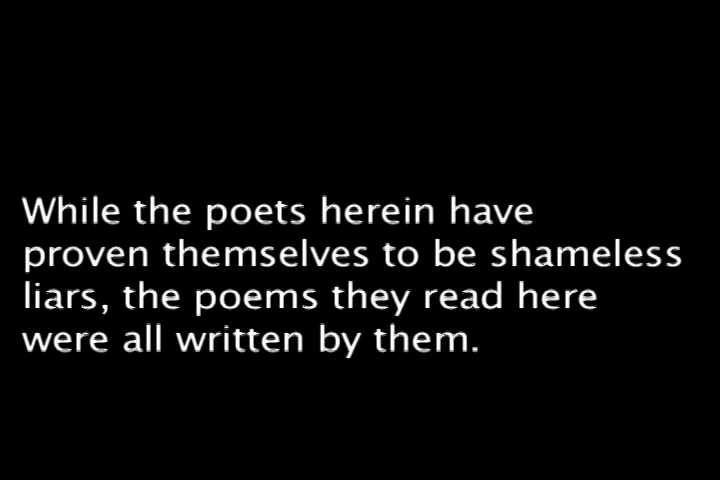 While the poets herein have
proven themselves to be shameless
liars, the poems they read here
were all written by them.